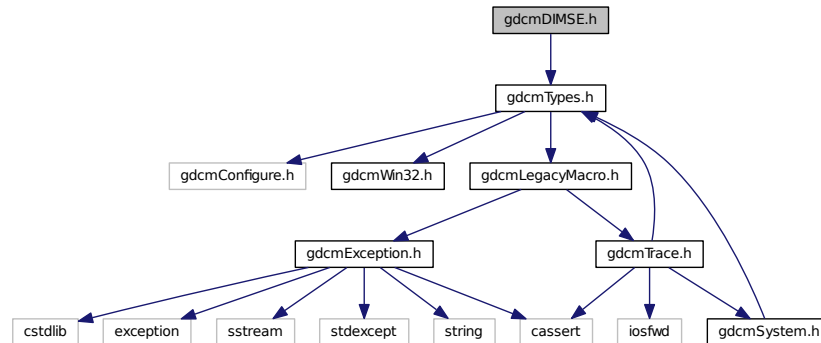 gdcmDIMSE.h
gdcmTypes.h
gdcmConfigure.h
gdcmWin32.h
gdcmLegacyMacro.h
gdcmException.h
gdcmTrace.h
cstdlib
exception
sstream
stdexcept
string
cassert
iosfwd
gdcmSystem.h